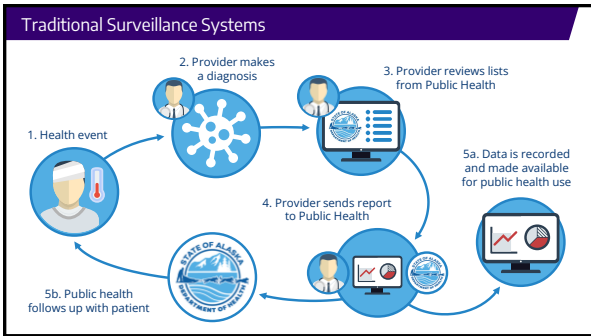 Traditional Surveillance Systems
1. Health event
2. Provider makes
a diagnosis
3. Provider reviews lists
from Public Health
4. Provider sends report
to Public Health
5a. Data is recorded
and made available
for public health use
STATE OF ALASKA
DEPARTMENT OF HEALTH
5b. Public health
follows up with patient